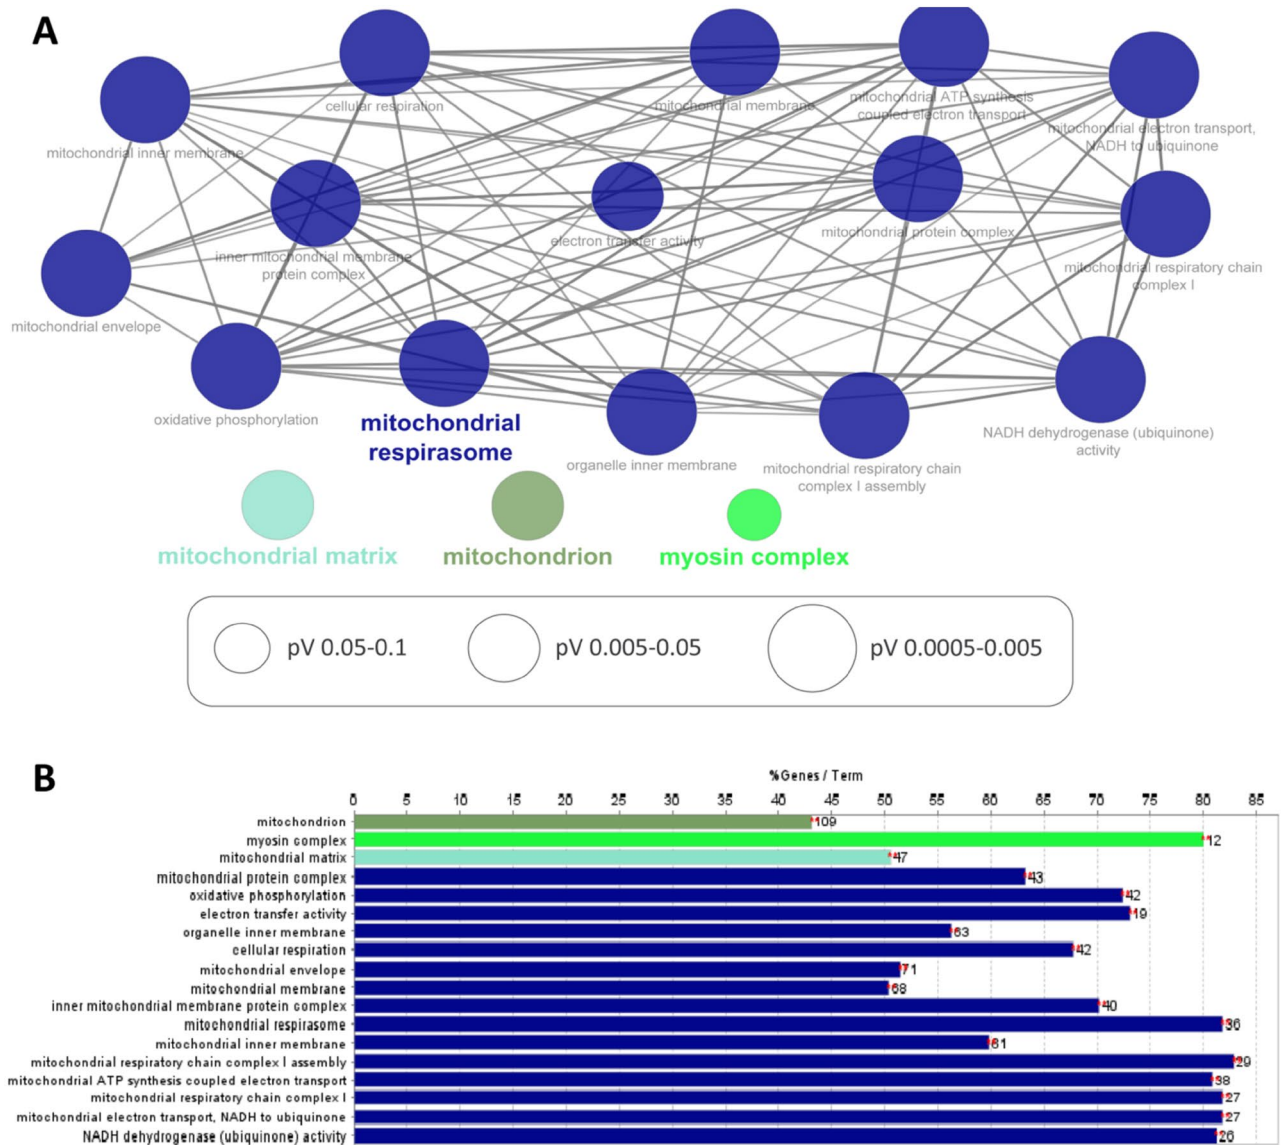 A
cellular respiration
mitochondrial membrane
mitochondrial ATP synthesis
coupled electron transport
mitochondrial electron transport,
NADH to ubiquinone
mitochondrial inner membrane
inner mitochondrial membrane
protein complex
electron transfer activity
mitochondrial protein complex
mitochondrial respiratory chain
complex I
mitochondrial envelope
oxidative phosphorylation
mitochondrial
respirasome
organelle inner membrane
mitochondrial respiratory chain
complex I assembly
NADH dehydrogenase (ubiquinone)
activity
mitochondrial matrix
mitochondrion
myosin complex
pV 0.05-0.1
pV 0.005-0.05
pV 0.0005-0.005
B
%Genes / Term
0 5 10 15 20 25 30 35 40 45 50 55 60 65 70 75 80 85
mitochondrion 109
myosin complex 12
mitochondrial matrix 47
mitochondrial protein complex 43
oxidative phosphorylation 42
electron transfer activity 19
organelle inner membrane 63
cellular respiration 42
mitochondrial envelope 71
mitochondrial membrane 68
inner mitochondrial membrane protein complex 40
mitochondrial respirasome 36
mitochondrial inner membrane 61
mitochondrial respiratory chain complex I assembly 29
mitochondrial ATP synthesis coupled electron transport 38
mitochondrial respiratory chain complex I 27
mitochondrial electron transport, NADH to ubiquinone 27
NADH dehydrogenase (ubiquinone) activity 26